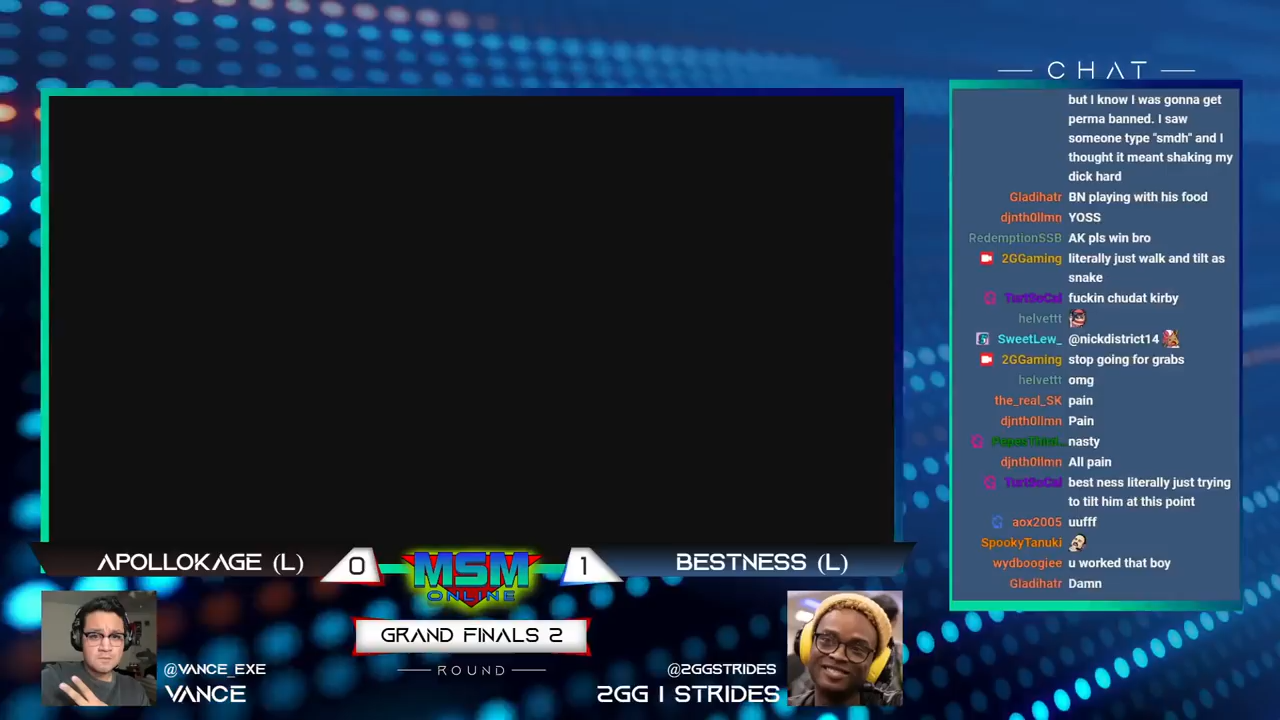 CHAT
but I know I was gonna get
perma banned. I saw
someone type "smdh" and I
thought it meant shaking my
dick hard
Gladihatr BN playing with his food
djnth0llmn YOSS
RedemptionSSB AK pls win bro
2GGaming literally just walk and tilt as
snake
TurtSoCal fuckin chudat kirby
helvettt
SweetLew_ @nickdistrict14
2GGaming stop going for grabs
helvettt omg
the_real_SK pain
djnth0llmn Pain
PepesThird... nasty
djnth0llmn All pain
TurtSoCal best ness literally just trying
to tilt him at this point
aox2005 uufff
SpookyTanuki
wydboogiee u worked that boy
Gladihatr Damn
APOLLOKAGE (L) 0 MSM 1 BESTNESS (L)
ONLINE
GRAND FINALS 2
ROUND
@VANCE_EXE
VANCE
@2GGSTRIDES
2GG | STRIDES